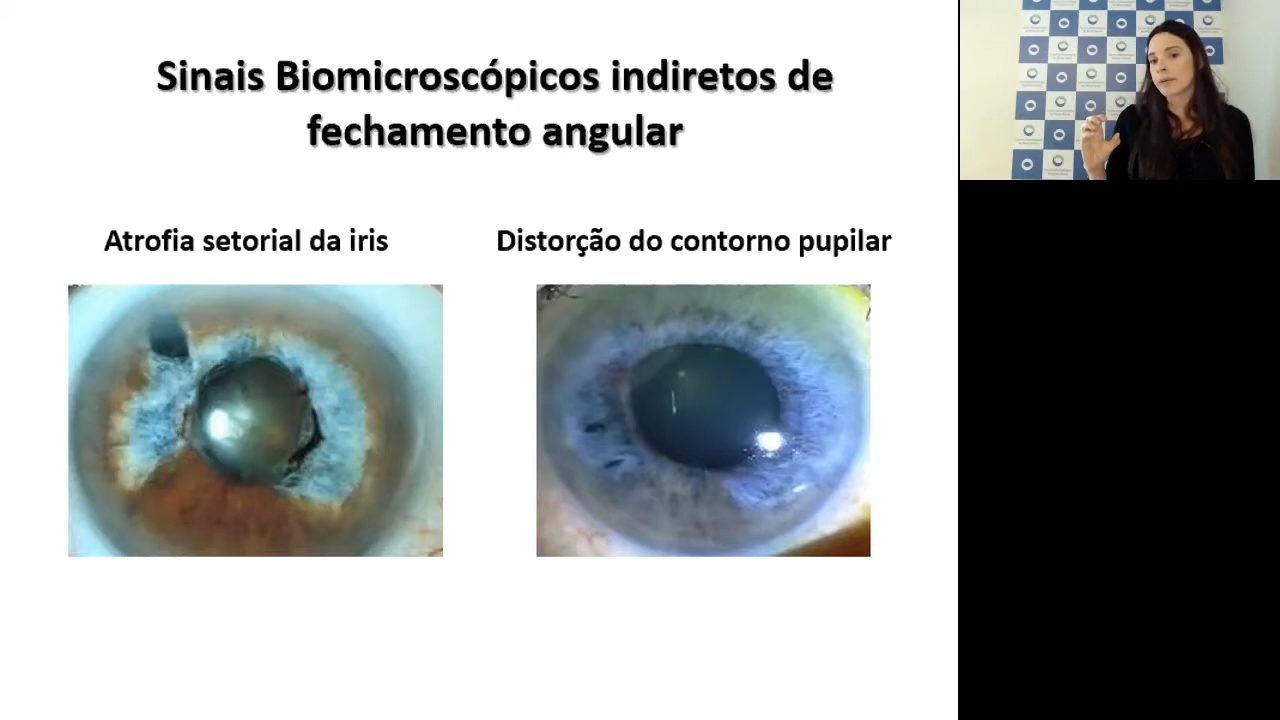 Sinais Biomicroscópicos indiretos de
fechamento angular
Atrofia setorial da iris
Distorção do contorno pupilar